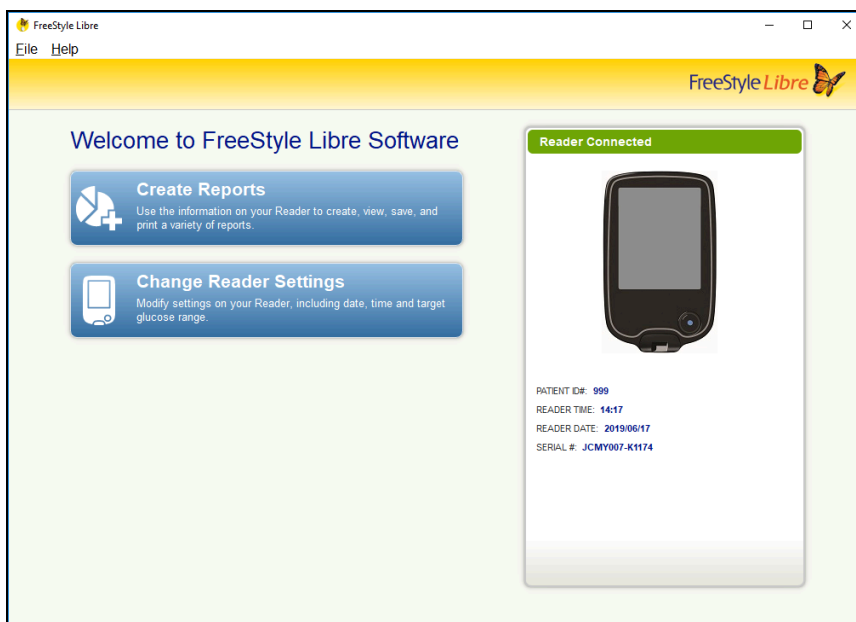 FreeStyle Libre
File Help
FreeStyle Libre
Welcome to FreeStyle Libre Software
Create Reports
Use the information on your Reader to create, view, save, and
print a variety of reports.
Change Reader Settings
Modify settings on your Reader, including date, time and target
glucose range.
Reader Connected
PATIENT ID#: 999
READER TIME: 14:17
READER DATE: 2019/06/17
SERIAL #: JCMY007-K1174